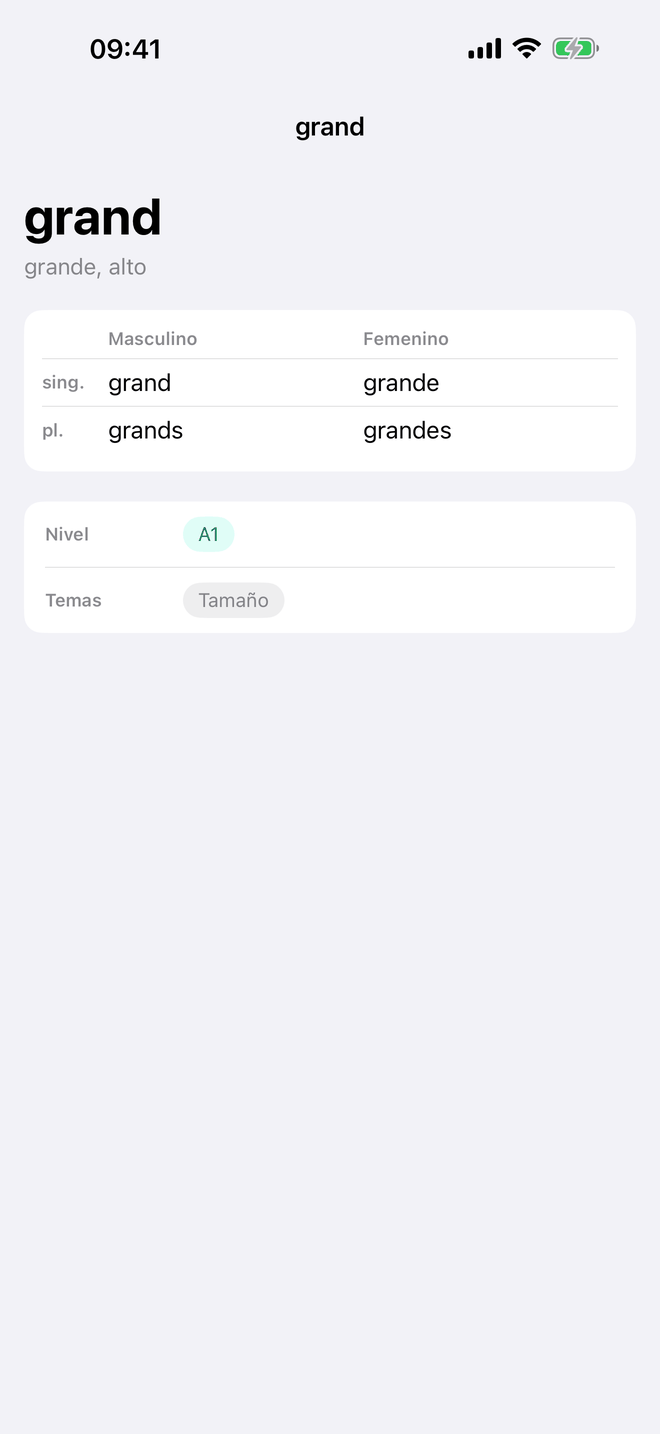 09:41
grand
grand
grande, alto
Masculino Femenino
sing. grand grande
pl. grands grandes
Nivel A1
Temas Tamaño